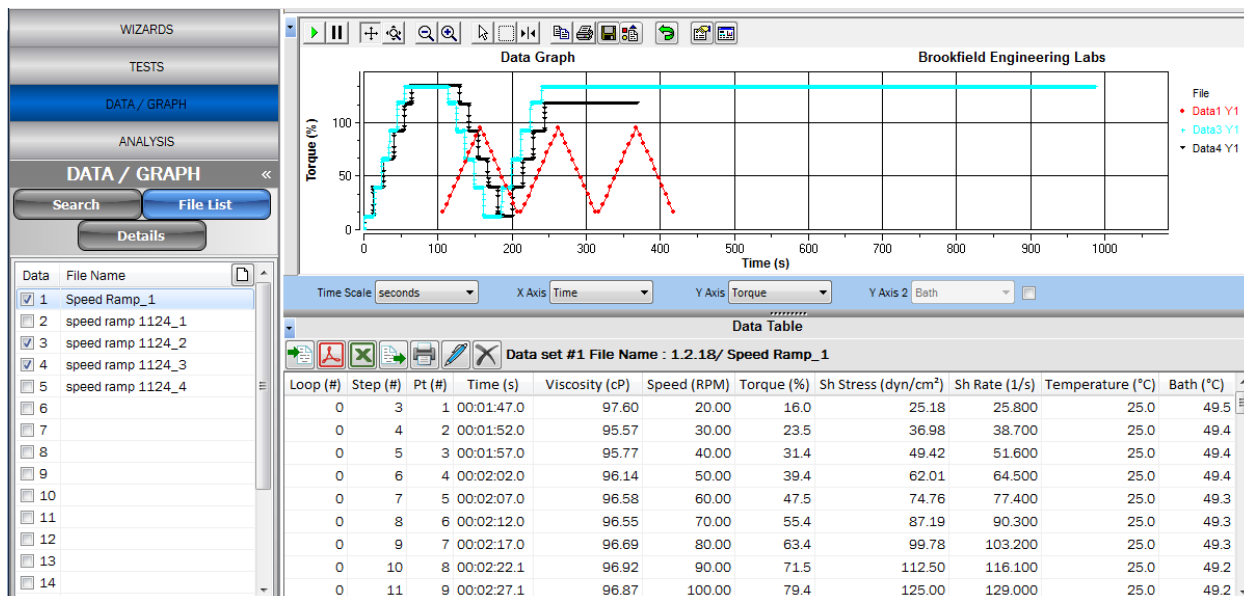 WIZARDS
TESTS
DATA / GRAPH
ANALYSIS
DATA / GRAPH «
Search File List
Details
Data File Name
1 Speed Ramp_1
2 speed ramp 1124_1
3 speed ramp 1124_2
4 speed ramp 1124_3
5 speed ramp 1124_4
6
7
8
9
10
11
12
13
14
Data Graph Brookfield Engineering Labs
Torque (%)
100
50
0
0 100 200 300 400 500 600 700 800 900 1000
Time (s)
File
Data1 Y1
Data3 Y1
Data4 Y1
Time Scale seconds X Axis Time Y Axis Torque Y Axis 2 Bath
Data Table
Data set #1 File Name : 1.2.18/ Speed Ramp_1
Loop (#) Step (#) Pt (#) Time (s) Viscosity (cP) Speed (RPM) Torque (%) Sh Stress (dyn/cm²) Sh Rate (1/s) Temperature (°C) Bath (°C)
0 3 1 00:01:47.0 97.60 20.00 16.0 25.18 25.800 25.0 49.5
0 4 2 00:01:52.0 95.57 30.00 23.5 36.98 38.700 25.0 49.4
0 5 3 00:01:57.0 95.77 40.00 31.4 49.42 51.600 25.0 49.4
0 6 4 00:02:02.0 96.14 50.00 39.4 62.01 64.500 25.0 49.4
0 7 5 00:02:07.0 96.58 60.00 47.5 74.76 77.400 25.0 49.3
0 8 6 00:02:12.0 96.55 70.00 55.4 87.19 90.300 25.0 49.3
0 9 7 00:02:17.0 96.69 80.00 63.4 99.78 103.200 25.0 49.3
0 10 8 00:02:22.1 96.92 90.00 71.5 112.50 116.100 25.0 49.2
0 11 9 00:02:27.1 96.87 100.00 79.4 125.00 129.000 25.0 49.2